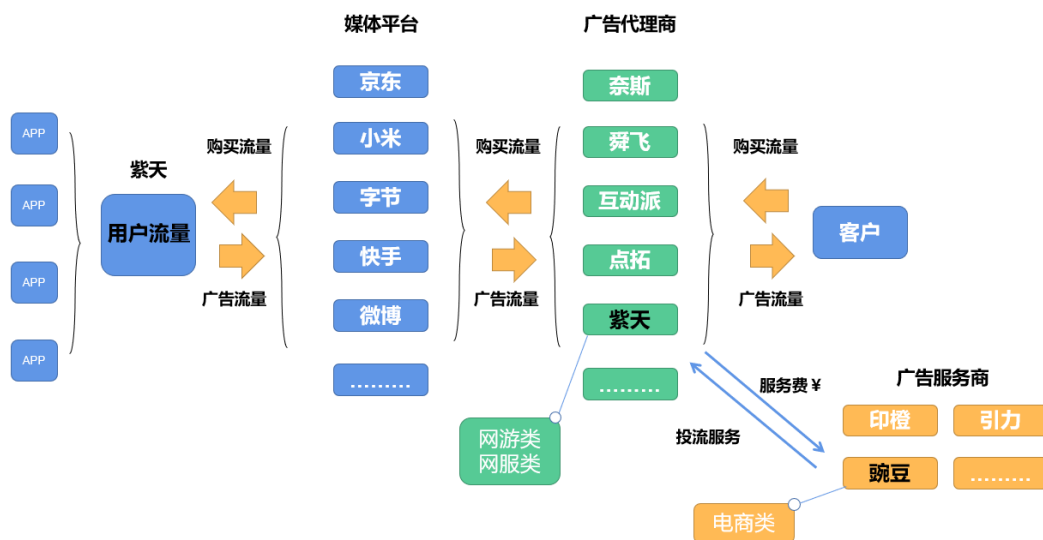 媒体平台
广告代理商
京东
奈斯
APP
小米
舜飞
购买流量
购买流量
购买流量
紫天
APP
字节
互动派
用户流量
客户
快手
点拓
APP
广告流量
广告流量
广告流量
微博
紫天
APP
………
………
服务费¥
广告服务商
投流服务
印橙
引力
网游类
网服类
豌豆
………
电商类